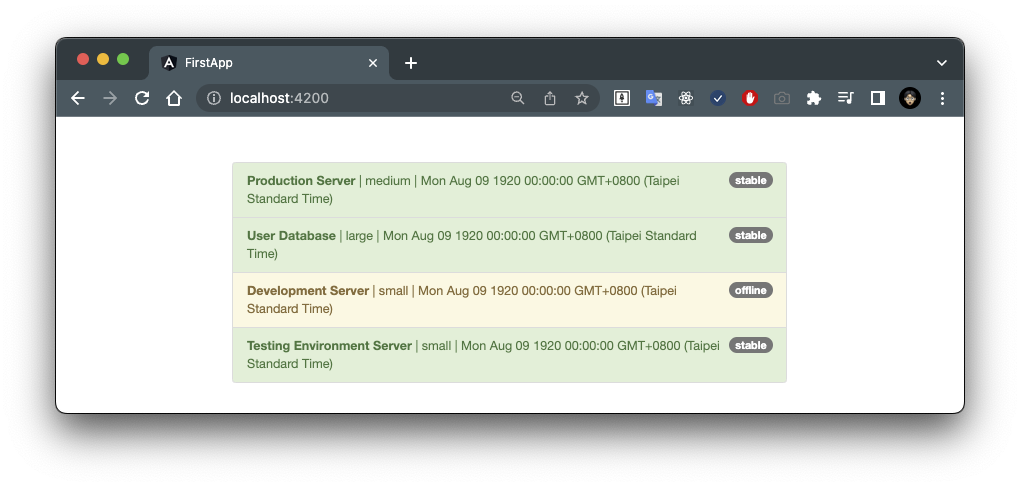 FirstApp
localhost:4200
Production Server | medium | Mon Aug 09 1920 00:00:00 GMT+0800 (Taipei
Standard Time)
stable
User Database | large | Mon Aug 09 1920 00:00:00 GMT+0800 (Taipei Standard
Time)
stable
Development Server | small | Mon Aug 09 1920 00:00:00 GMT+0800 (Taipei
Standard Time)
offline
Testing Environment Server | small | Mon Aug 09 1920 00:00:00 GMT+0800 (Taipei
Standard Time)
stable